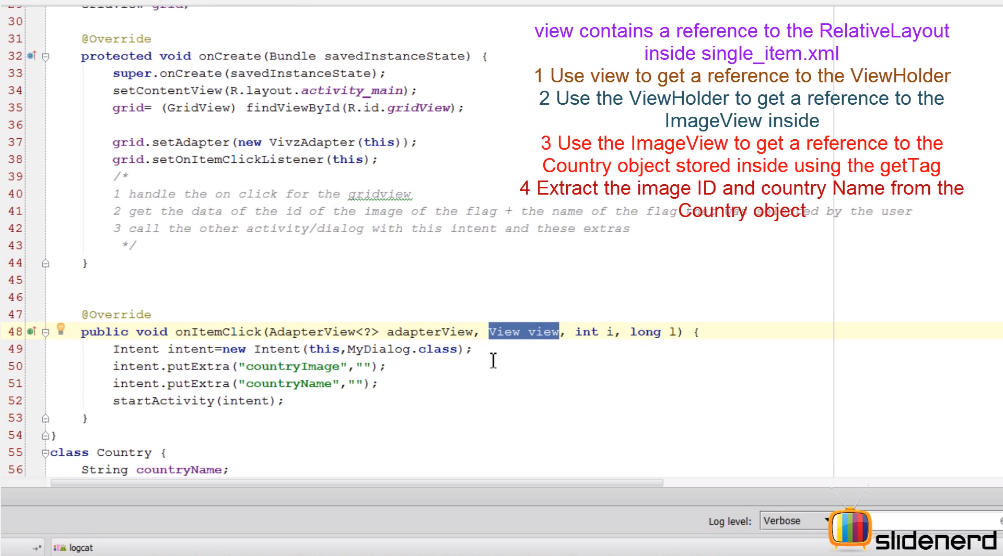 29 GridView grid;
30
31 @Override
32 protected void onCreate(Bundle savedInstanceState) {
33 super.onCreate(savedInstanceState);
34 setContentView(R.layout.activity_main);
35 grid= (GridView) findViewById(R.id.gridView);
36
37 grid.setAdapter(new VivzAdapter(this));
38 grid.setOnItemClickListener(this);
39 /*
40 1 handle the on click for the gridview
41 2 get the data of the id of the image of the flag + the name of the flag by the user
42 3 call the other activity/dialog with this intent and these extras
43 */
44 }
45
46
47 @Override
48 public void onItemClick(AdapterView<?> adapterView, View view, int i, long l) {
49 Intent intent=new Intent(this,MyDialog.class);
50 intent.putExtra("countryImage","");
51 intent.putExtra("countryName","");
52 startActivity(intent);
53 }
54 }
55 class Country {
56 String countryName;
view contains a reference to the RelativeLayout
inside single_item.xml
1 Use view to get a reference to the ViewHolder
2 Use the ViewHolder to get a reference to the
ImageView inside
3 Use the ImageView to get a reference to the
Country object stored inside using the getTag
4 Extract the image ID and country Name from the
Country object
Log level: Verbose
logcat
slidenerd